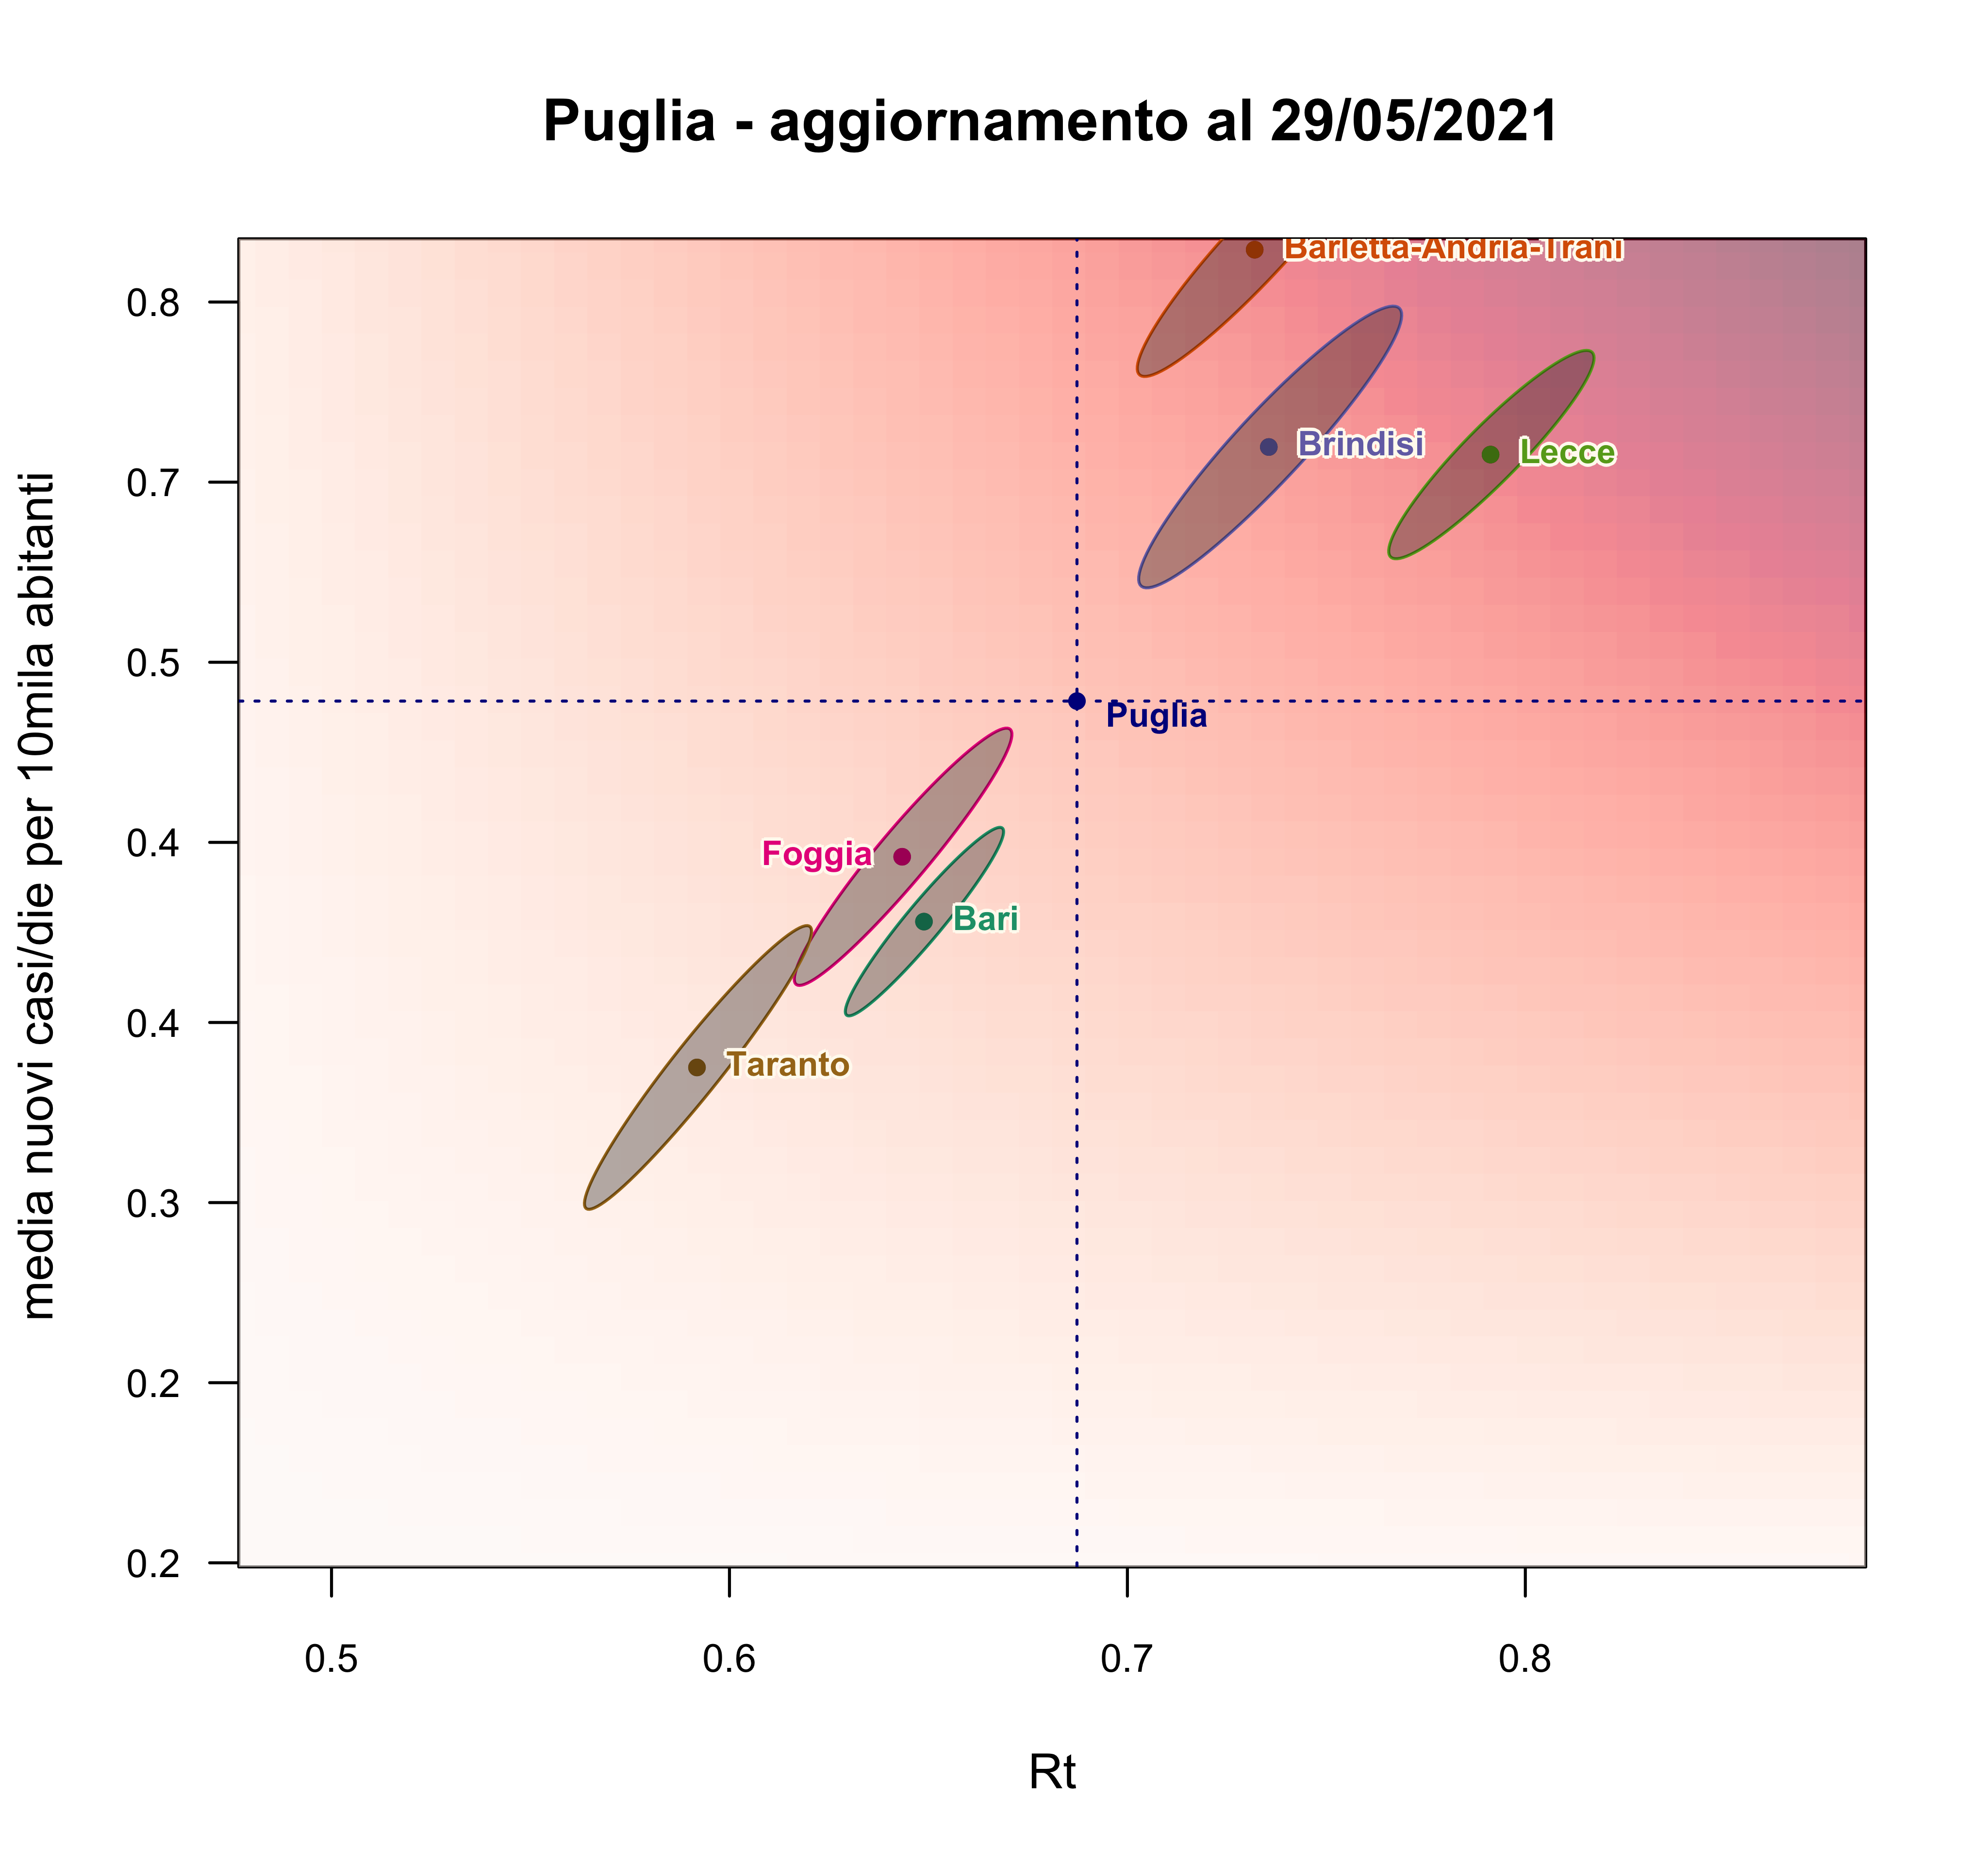 Puglia - aggiornamento al 29/05/2021
media nuovi casi/die per 10mila abitanti
0.8
0.7
0.5
0.4
0.4
0.3
0.2
0.2
Barletta-Andria-Trani
Brindisi
Lecce
Puglia
Foggia
Bari
Taranto
0.5
0.6
0.7
0.8
Rt